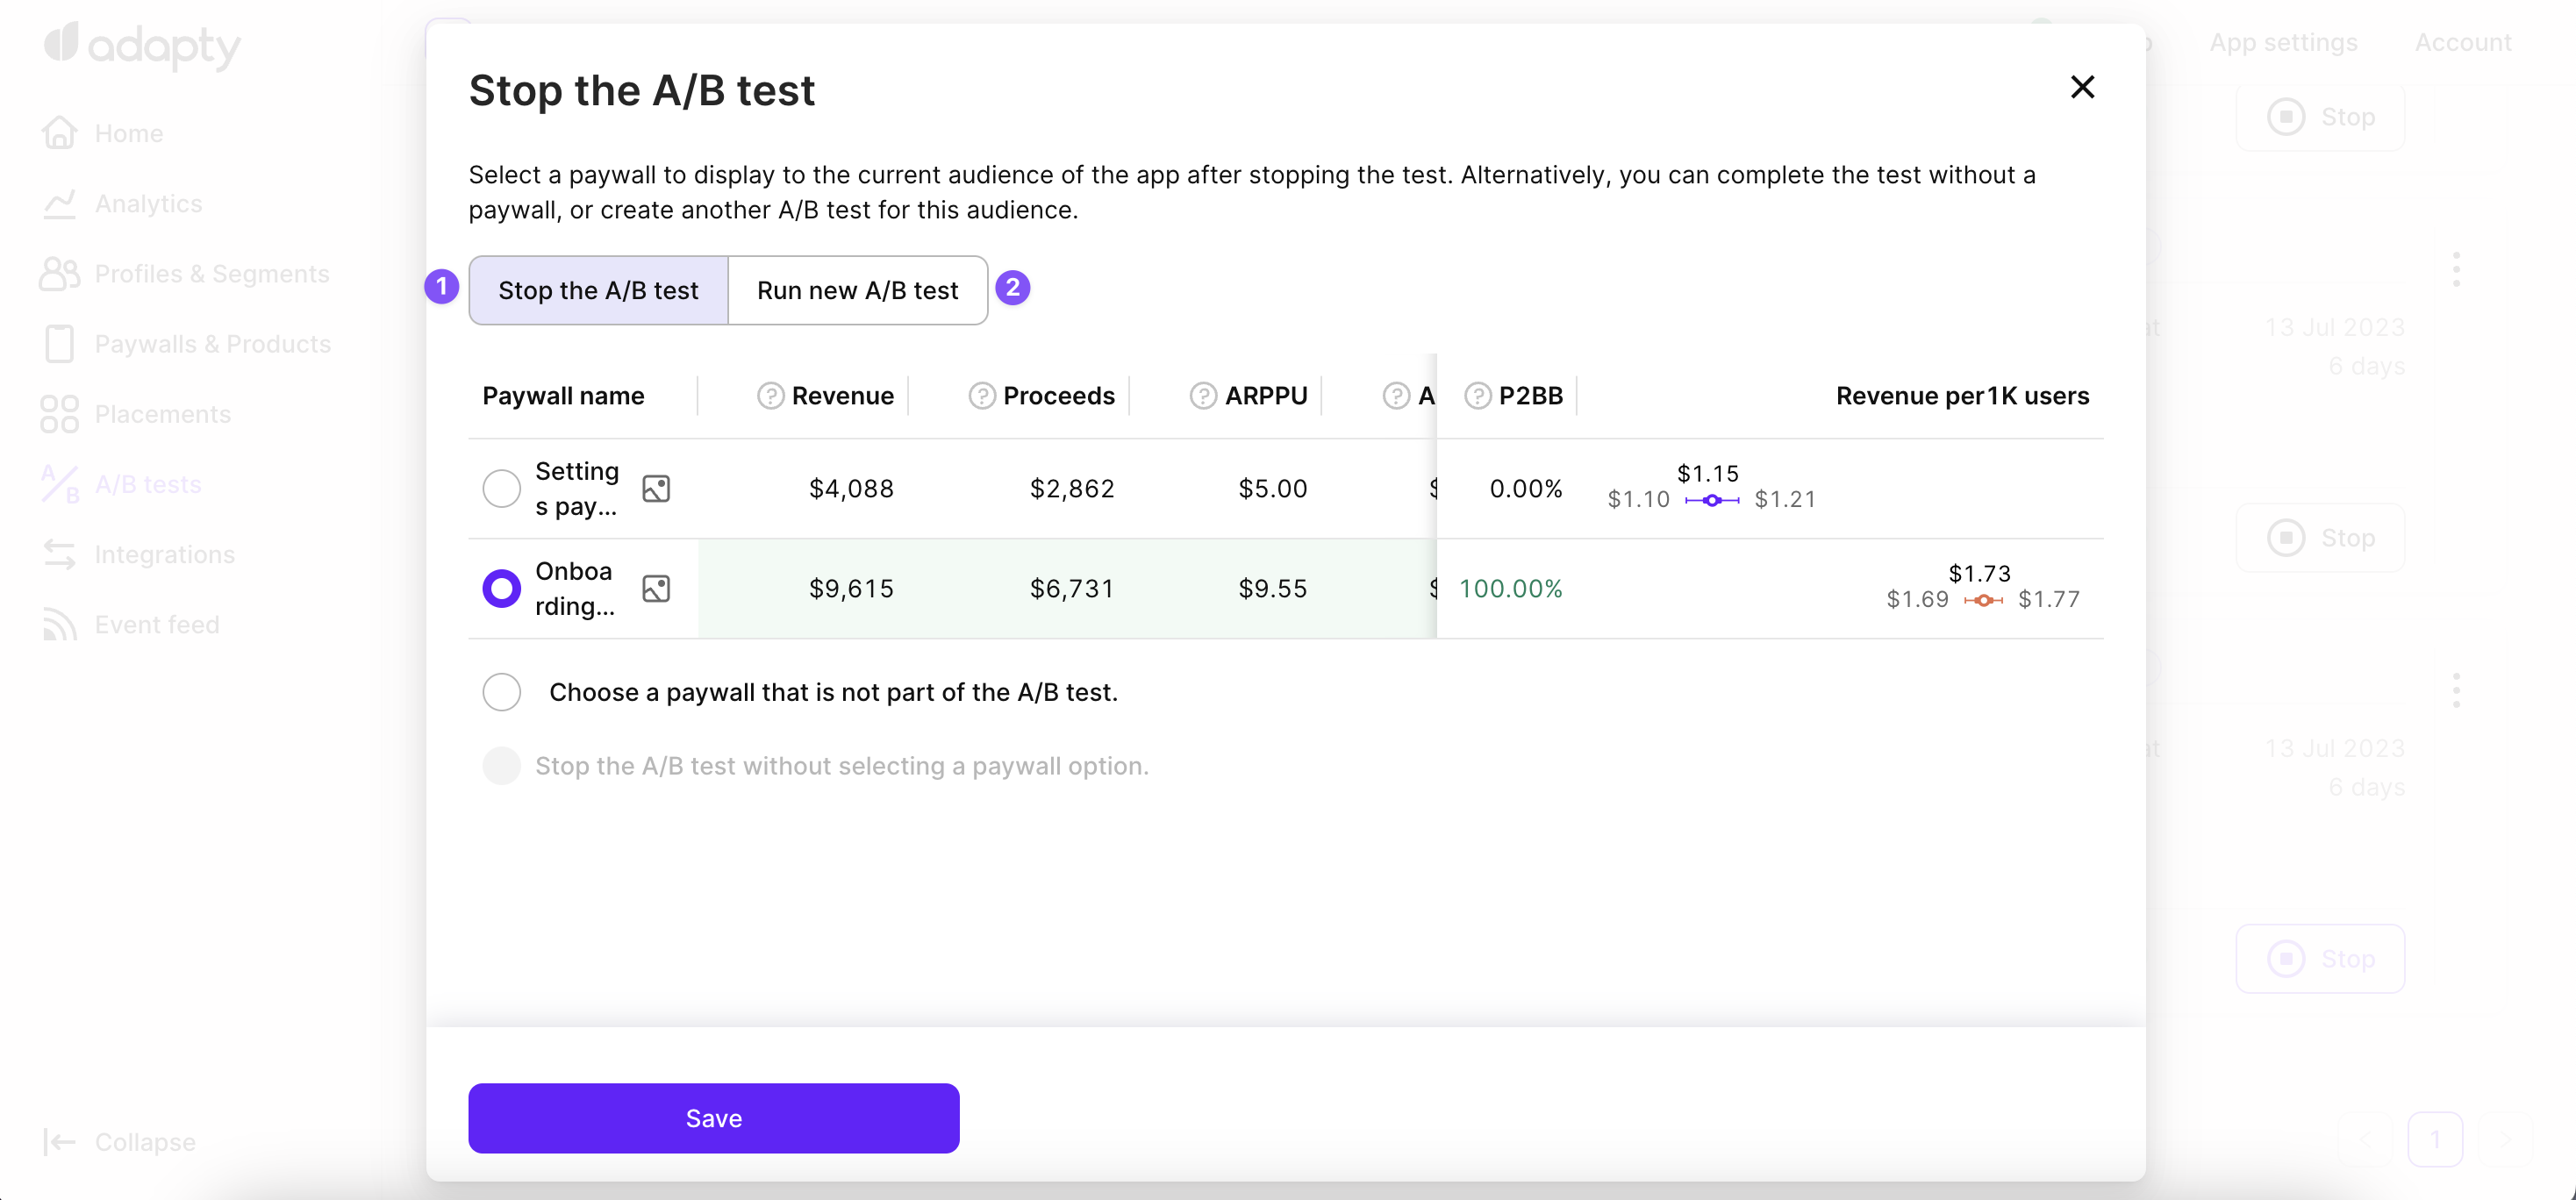 adapty
App settings
Account
Home
Analytics
Profiles & Segments
Paywalls & Products
Placements
A/B tests
Integrations
Event feed
Collapse
Stop the A/B test
Select a paywall to display to the current audience of the app after stopping the test. Alternatively, you can complete the test without a
paywall, or create another A/B test for this audience.
1 Stop the A/B test Run new A/B test 2
Paywall name ? Revenue ? Proceeds ? ARPPU ? A ? P2BB Revenue per 1K users
Setting
s pay... $4,088 $2,862 $5.00 $ 0.00% $1.15
$1.10 $1.21
Onboa
rding... $9,615 $6,731 $9.55 $ 100.00% $1.73
$1.69 $1.77
Choose a paywall that is not part of the A/B test.
Stop the A/B test without selecting a paywall option.
Save
Stop
13 Jul 2023
6 days
Stop
13 Jul 2023
6 days
Stop
1